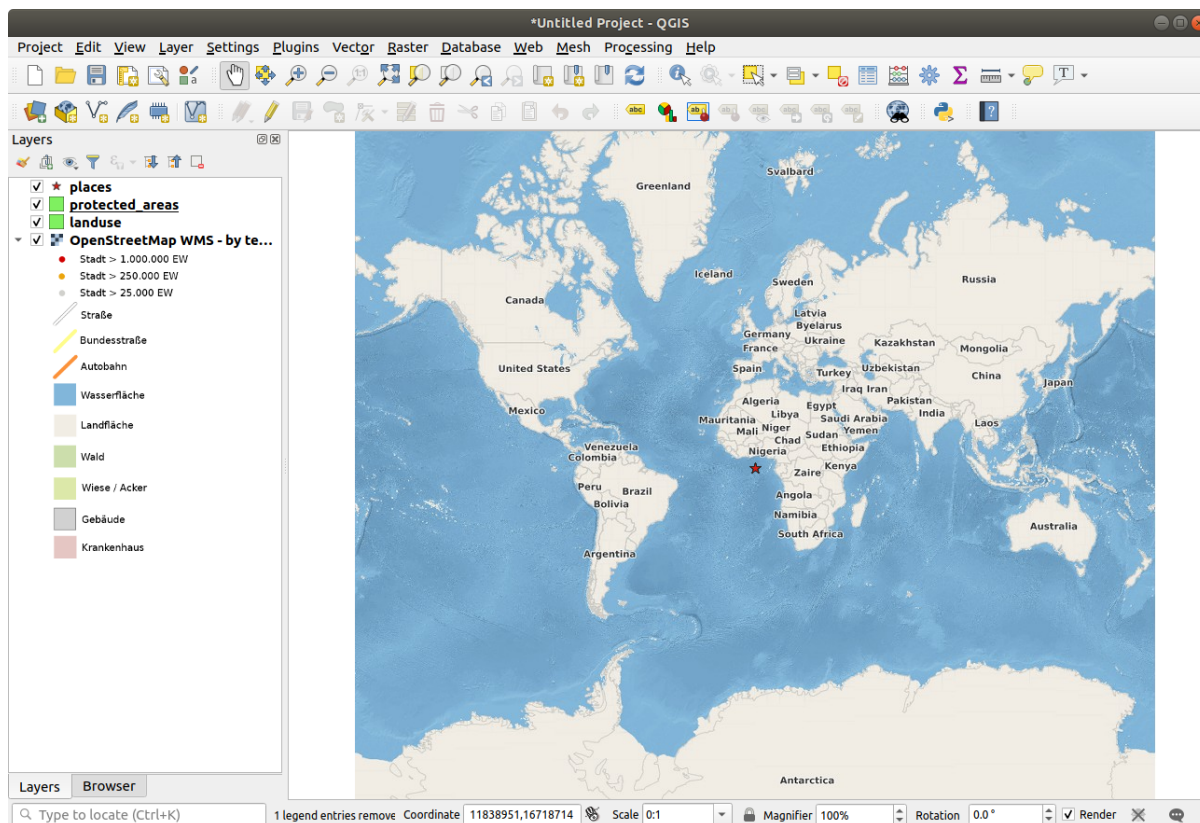 *Untitled Project - QGIS
Project Edit View Layer Settings Plugins Vector Raster Database Web Mesh Processing Help
Layers
places
protected_areas
landuse
OpenStreetMap WMS - by te...
Stadt > 1.000.000 EW
Stadt > 250.000 EW
Stadt > 25.000 EW
Straße
Bundesstraße
Autobahn
Wasserfläche
Landfläche
Wald
Wiese / Acker
Gebäude
Krankenhaus
Greenland
Svalbard
Iceland
Sweden
Russia
Canada
Latvia
Byelarus
Germany
Ukraine
France
Kazakhstan
Mongolia
United States
Spain
Turkey
Uzbekistan
China
Japan
Iraq Iran
Algeria
Egypt
Pakistan
Mexico
Libya
Saudi Arabia
India
Mauritania
Mali
Niger
Yemen
Laos
Chad
Sudan
Venezuela
Nigeria
Ethiopia
Colombia
Zaire
Kenya
Peru
Brazil
Angola
Bolivia
Namibia
Australia
South Africa
Argentina
Antarctica
Layers Browser
Type to locate (Ctrl+K) 1 legend entries remove Coordinate 11838951,16718714 Scale 0:1 Magnifier 100% Rotation 0.0 ° Render